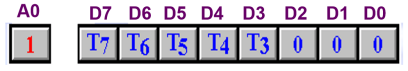 A0 D7 D6 D5 D4 D3 D2 D1 D0
1 T7 T6 T5 T4 T3 0 0 0